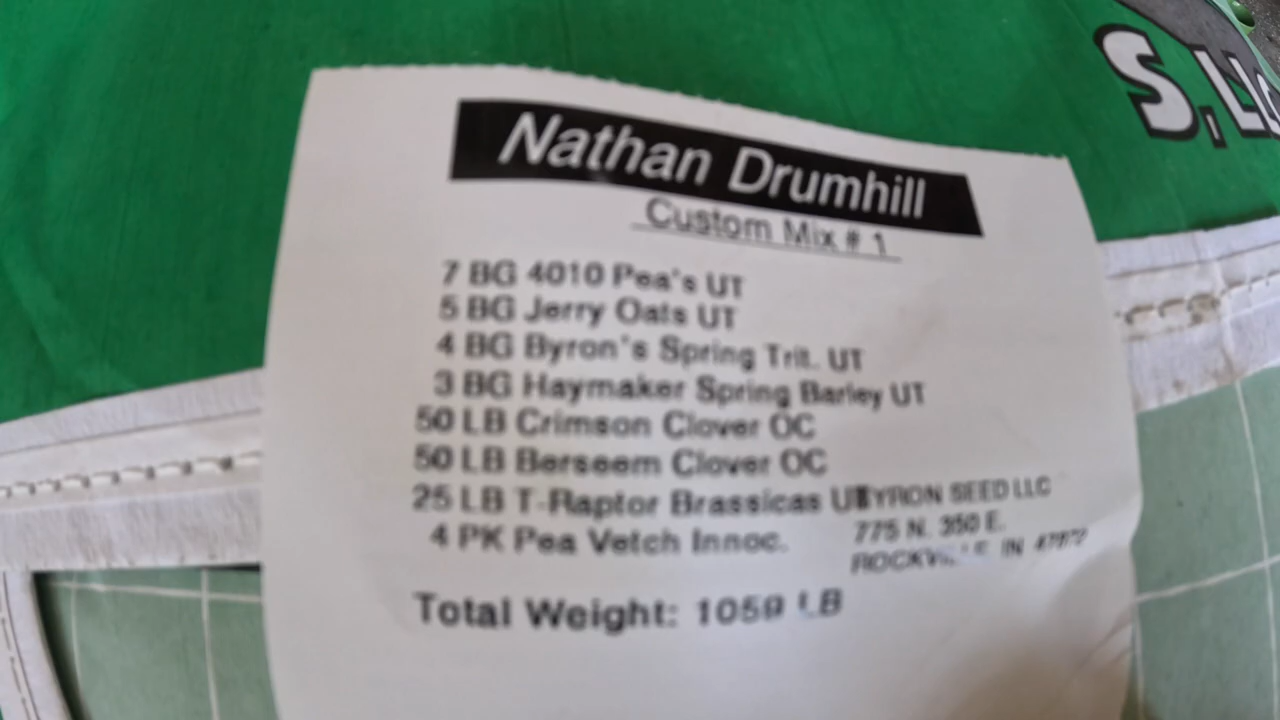 S, LLC
Nathan Drumhill
Custom Mix # 1
7 BG 4010 Pea's UT
5 BG Jerry Oats UT
4 BG Byron's Spring Trit. UT
3 BG Haymaker Spring Barley UT
50 LB Crimson Clover OC
50 LB Berseem Clover OC
25 LB T-Raptor Brassicas UT
4 PK Pea Vetch Innoc.
BYRON SEED LLC
775 N. 350 E.
ROCKVILLE IN 47872
Total Weight: 1059 LB